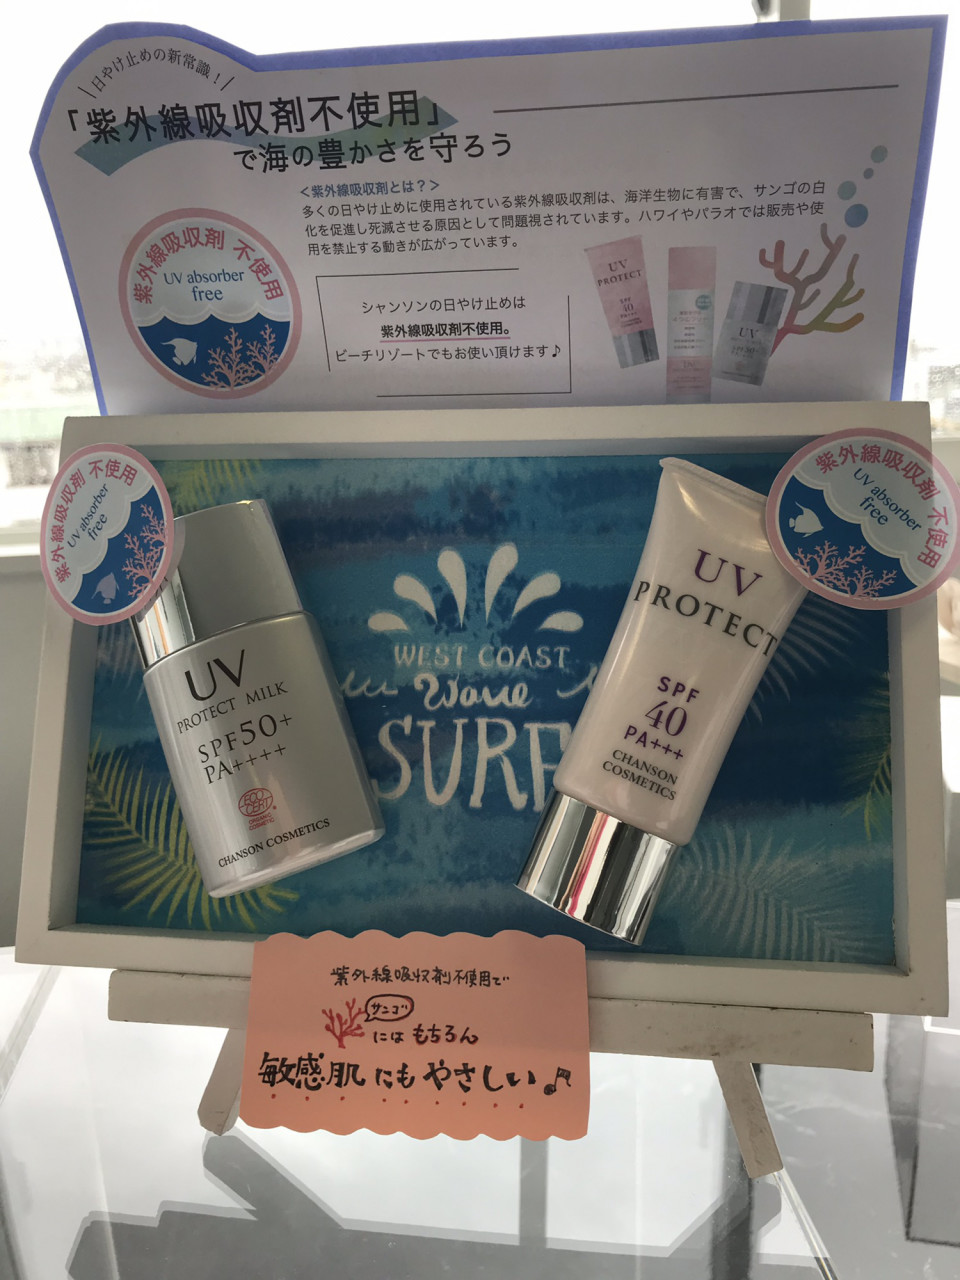 日やけ止めの新常識！
「紫外線吸収剤不使用」
で海の豊かさを守ろう
＜紫外線吸収剤とは？＞
多くの日やけ止めに使用されている紫外線吸収剤は、海洋生物に有害で、サンゴの白
化を促進し死滅させる原因として問題視されています。ハワイやパラオでは販売や使
用を禁止する動きが広がっています。
紫外線吸収剤 不使用
UV absorber
free
シャンソンの日やけ止めは
紫外線吸収剤不使用。
ビーチリゾートでもお使い頂けます♪
UV
PROTECT
SPF
40
UV
紫外線吸収剤 不使用
UV absorber
free
紫外線吸収剤 不使用
UV absorber
free
UV
PROTECT MILK
SPF50+
PA++++
ECO
CERT
ORGANIC
COSMETIC
CHANSON COSMETICS
WEST COAST
Wave
SURF
UV
PROTECT
SPF
40
PA+++
CHANSON
COSMETICS
紫外線吸収剤不使用で
サンゴ
にはもちろん
敏感肌にもやさしい♪